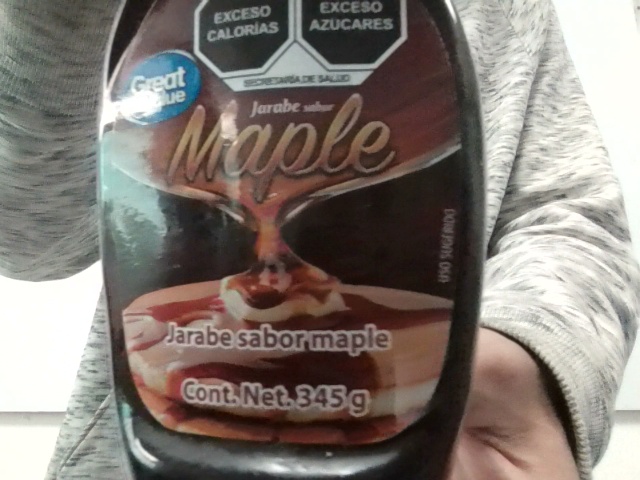 EXCESO
CALORÍAS
EXCESO
AZÚCARES
SECRETARÍA DE SALUD
Great
Value
Jarabe sabor
Maple
USO SUGERIDO
Jarabe sabor maple
Cont. Net. 345 g